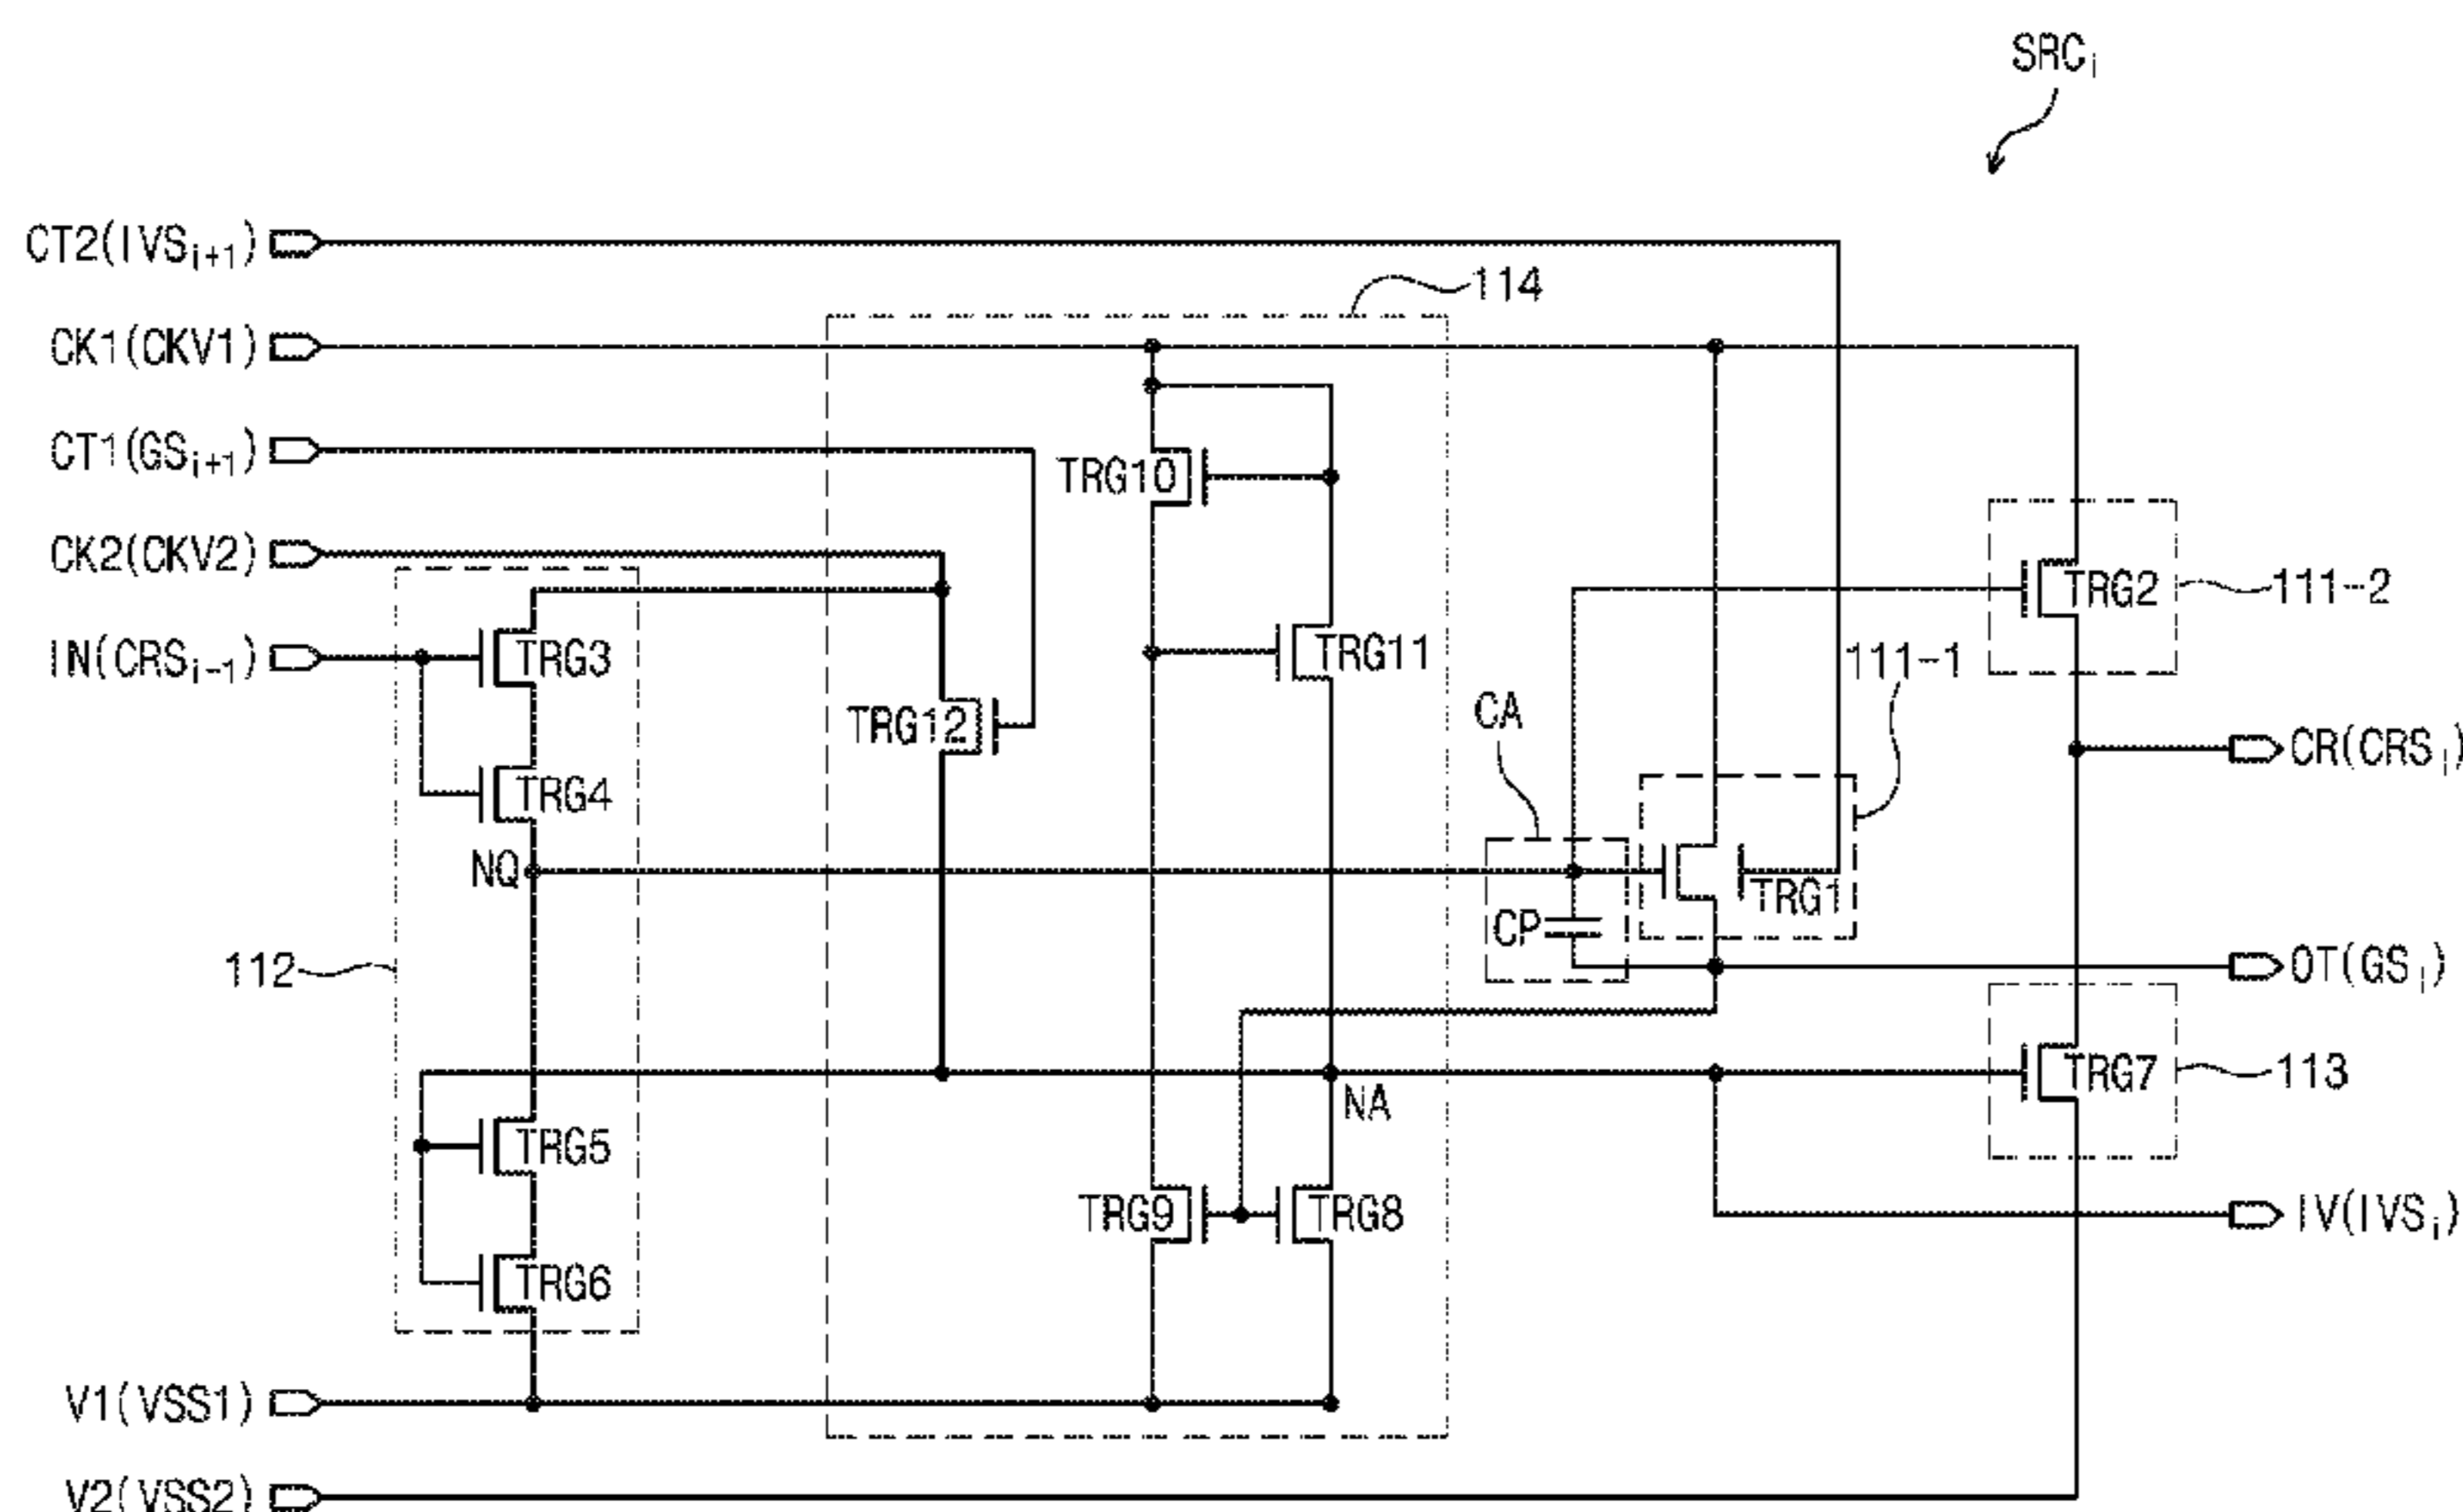 SRCi
CT2(IVSi+1)
114
CK1(CKV1)
CT1(GSi+1)
TRG10
CK2(CKV2)
TRG2
111-2
IN(CRSi-1)
TRG3
TRG11
111-1
CA
TRG12
CR(CRSi)
TRG4
NQ
TRG1
CP
112
OT(GSi)
TRG7
113
NA
TRG5
TRG9
TRG8
IV(IVSi)
TRG6
V1(VSS1)
V2(VSS2)